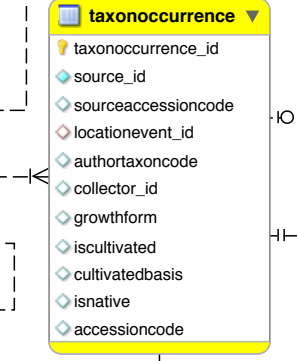 taxonoccurrence
taxonoccurrence_id
source_id
sourceaccessioncode
locationevent_id
authortaxoncode
collector_id
growthform
iscultivated
cultivatedbasis
isnative
accessioncode